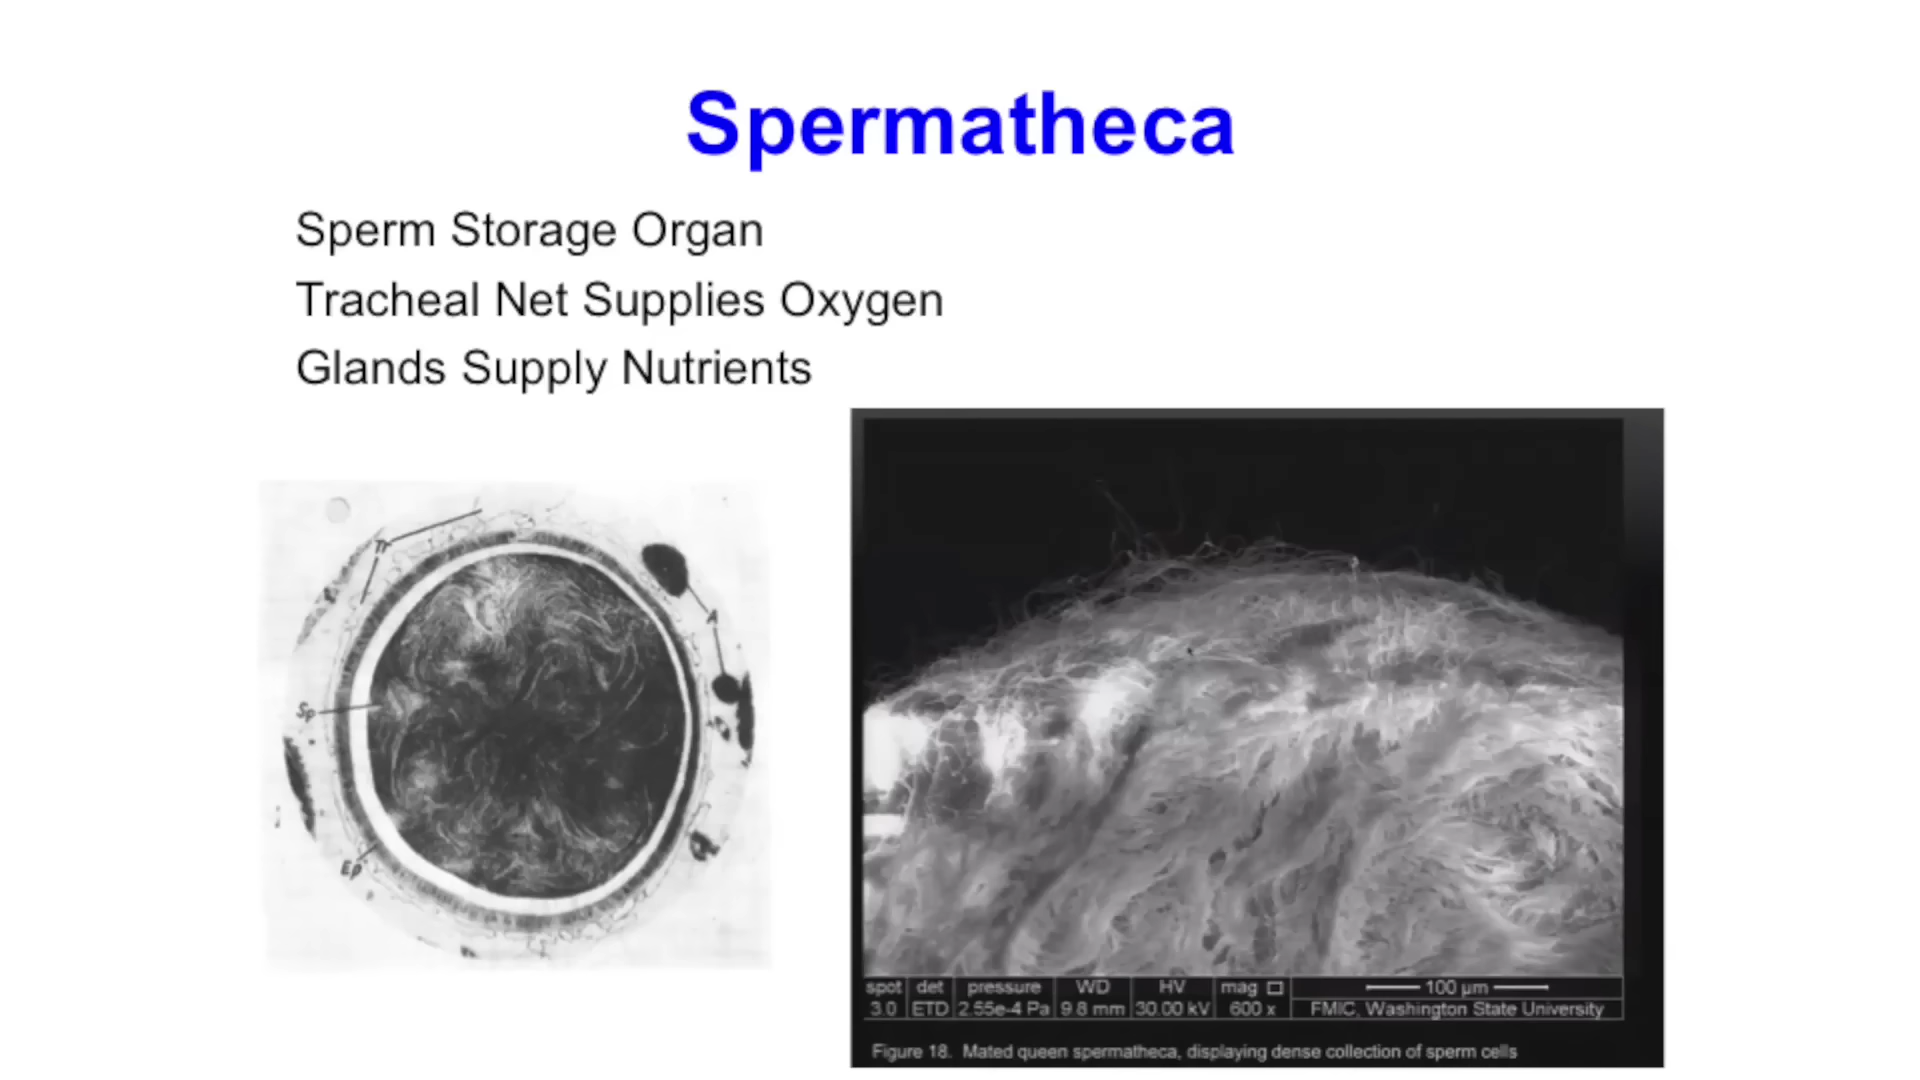 Spermatheca
Sperm Storage Organ
Tracheal Net Supplies Oxygen
Glands Supply Nutrients
Tr
A
Sp
Ep
spot det pressure WD HV mag 100 µm
3.0 ETD 2.55e-4 Pa 9.8 mm 30.00 kV 600 x FMIC, Washington State University
Figure 18. Mated queen spermatheca, displaying dense collection of sperm cells